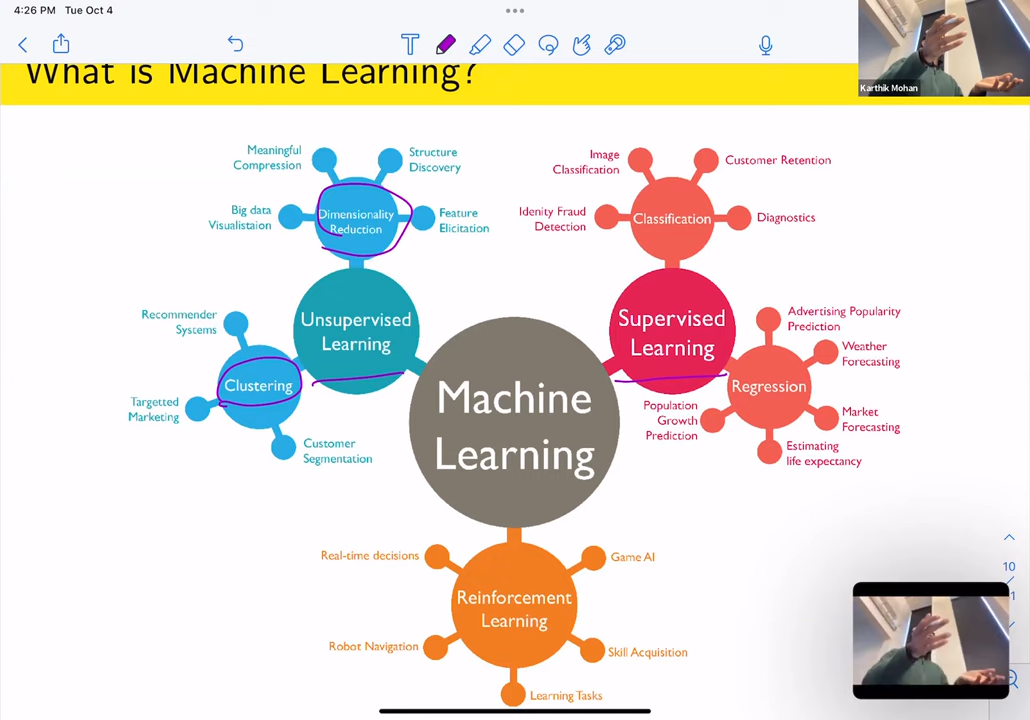 4:26 PM Tue Oct 4
What is Machine Learning?
Karthik Mohan
Meaningful
Compression
Structure
Discovery
Big data
Visualistaion
Dimensionality
Reduction
Feature
Elicitation
Image
Classification
Customer Retention
Idenity Fraud
Detection
Classification
Diagnostics
Recommender
Systems
Unsupervised
Learning
Supervised
Learning
Advertising Popularity
Prediction
Weather
Forecasting
Clustering
Targetted
Marketing
Customer
Segmentation
Machine
Learning
Regression
Population
Growth
Prediction
Market
Forecasting
Estimating
life expectancy
Real-time decisions
Game AI
Reinforcement
Learning
Robot Navigation
Skill Acquisition
Learning Tasks
10
1